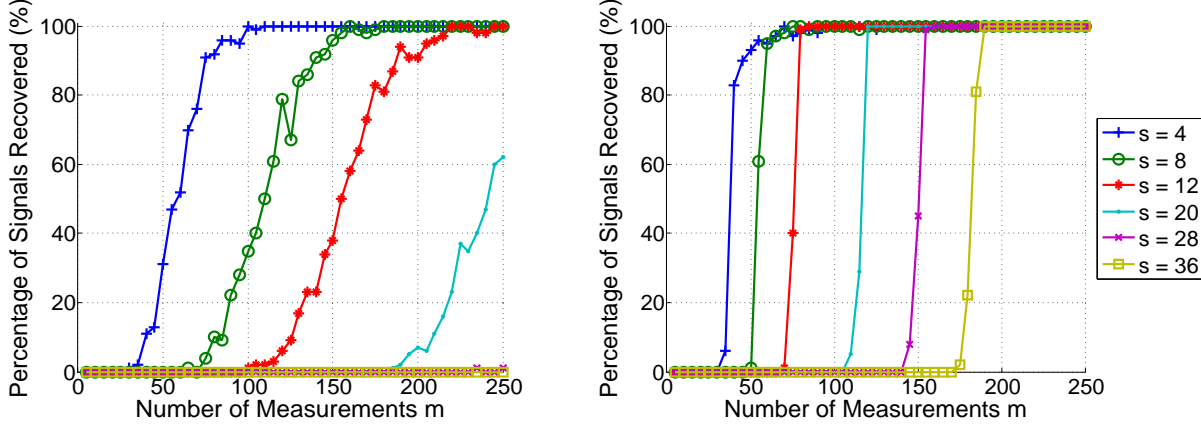 Percentage of Signals Recovered (%)
100
80
60
40
20
0
0 50 100 150 200 250
Number of Measurements m
Percentage of Signals Recovered (%)
100
80
60
40
20
0
0 50 100 150 200 250
Number of Measurements m
s = 4
s = 8
s = 12
s = 20
s = 28
s = 36